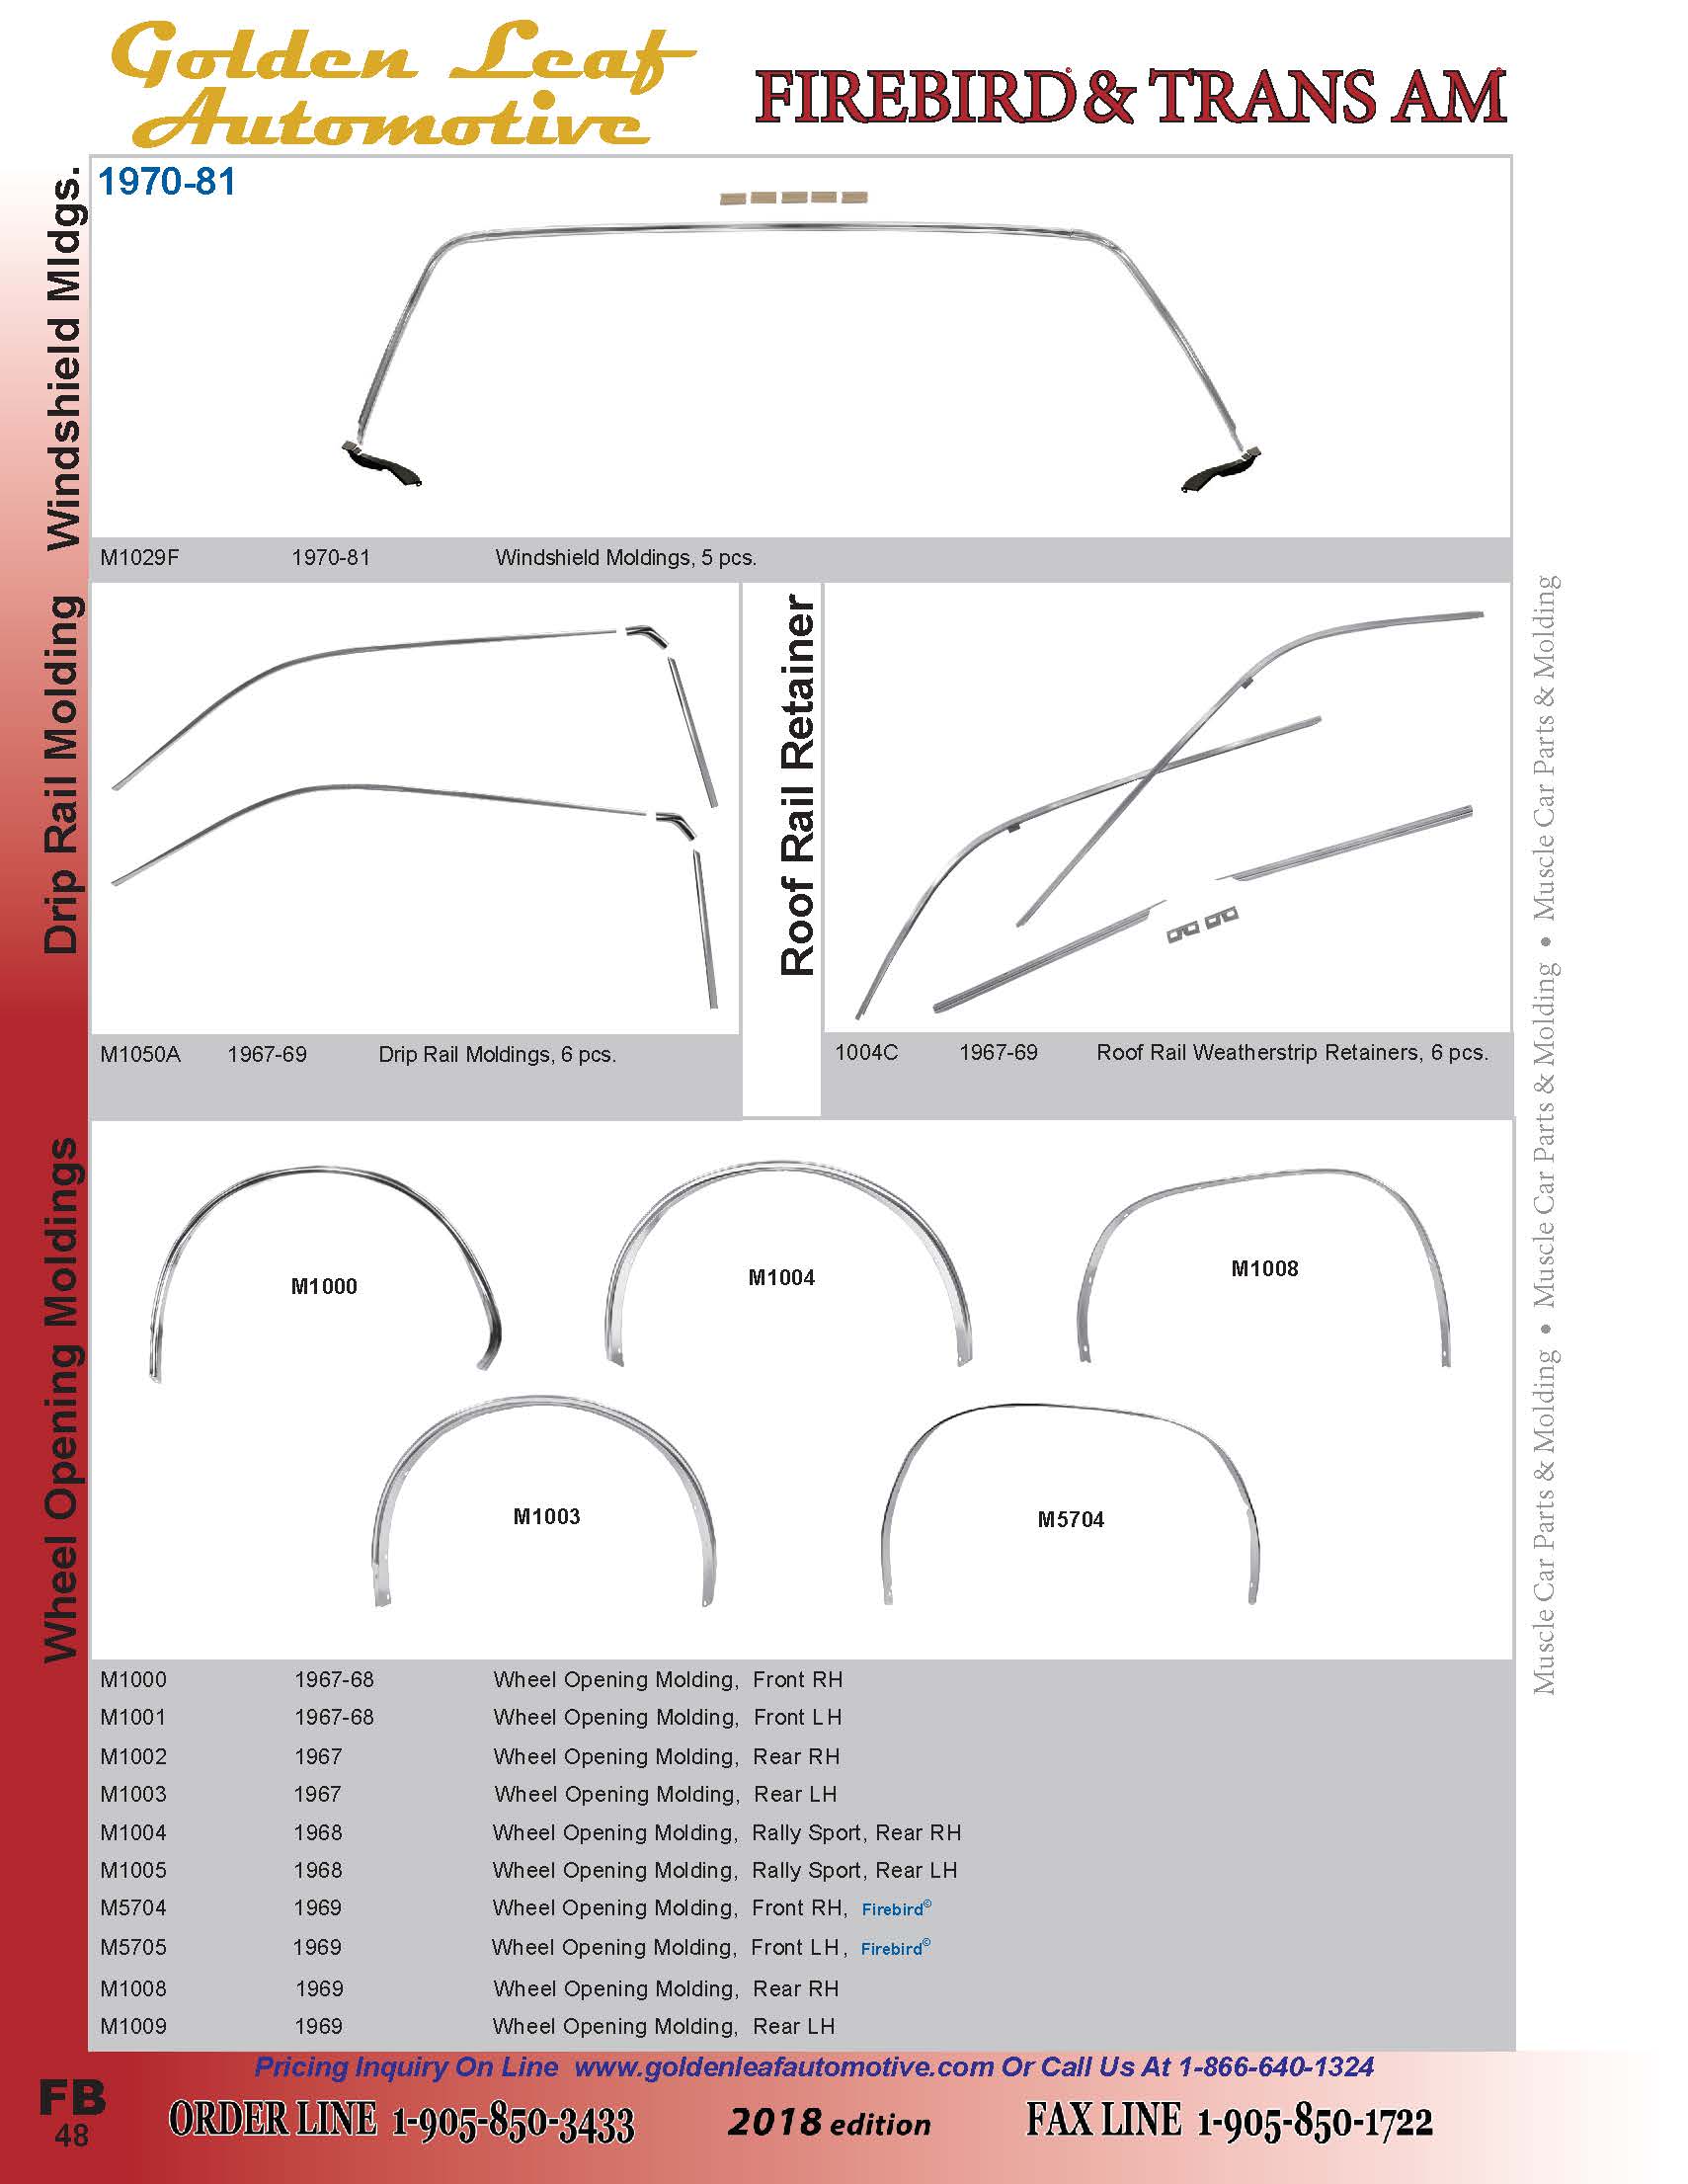 Golden Leaf
Automotive
FIREBIRD® & TRANS AM®
Windshield Mldgs.
1970-81
M1029F 1970-81 Windshield Moldings, 5 pcs.
Drip Rail Molding
M1050A 1967-69 Drip Rail Moldings, 6 pcs.
Roof Rail Retainer
1004C 1967-69 Roof Rail Weatherstrip Retainers, 6 pcs.
Wheel Opening Moldings
M1000
M1004
M1008
M1003
M5704
M1000 1967-68 Wheel Opening Molding, Front RH
M1001 1967-68 Wheel Opening Molding, Front LH
M1002 1967 Wheel Opening Molding, Rear RH
M1003 1967 Wheel Opening Molding, Rear LH
M1004 1968 Wheel Opening Molding, Rally Sport, Rear RH
M1005 1968 Wheel Opening Molding, Rally Sport, Rear LH
M5704 1969 Wheel Opening Molding, Front RH, Firebird©
M5705 1969 Wheel Opening Molding, Front LH, Firebird©
M1008 1969 Wheel Opening Molding, Rear RH
M1009 1969 Wheel Opening Molding, Rear LH
Muscle Car Parts & Molding • Muscle Car Parts & Molding • Muscle Car Parts & Molding
Pricing Inquiry On Line www.goldenleafautomotive.com Or Call Us At 1-866-640-1324
FB
48
ORDER LINE 1-905-850-3433 2018 edition FAX LINE 1-905-850-1722